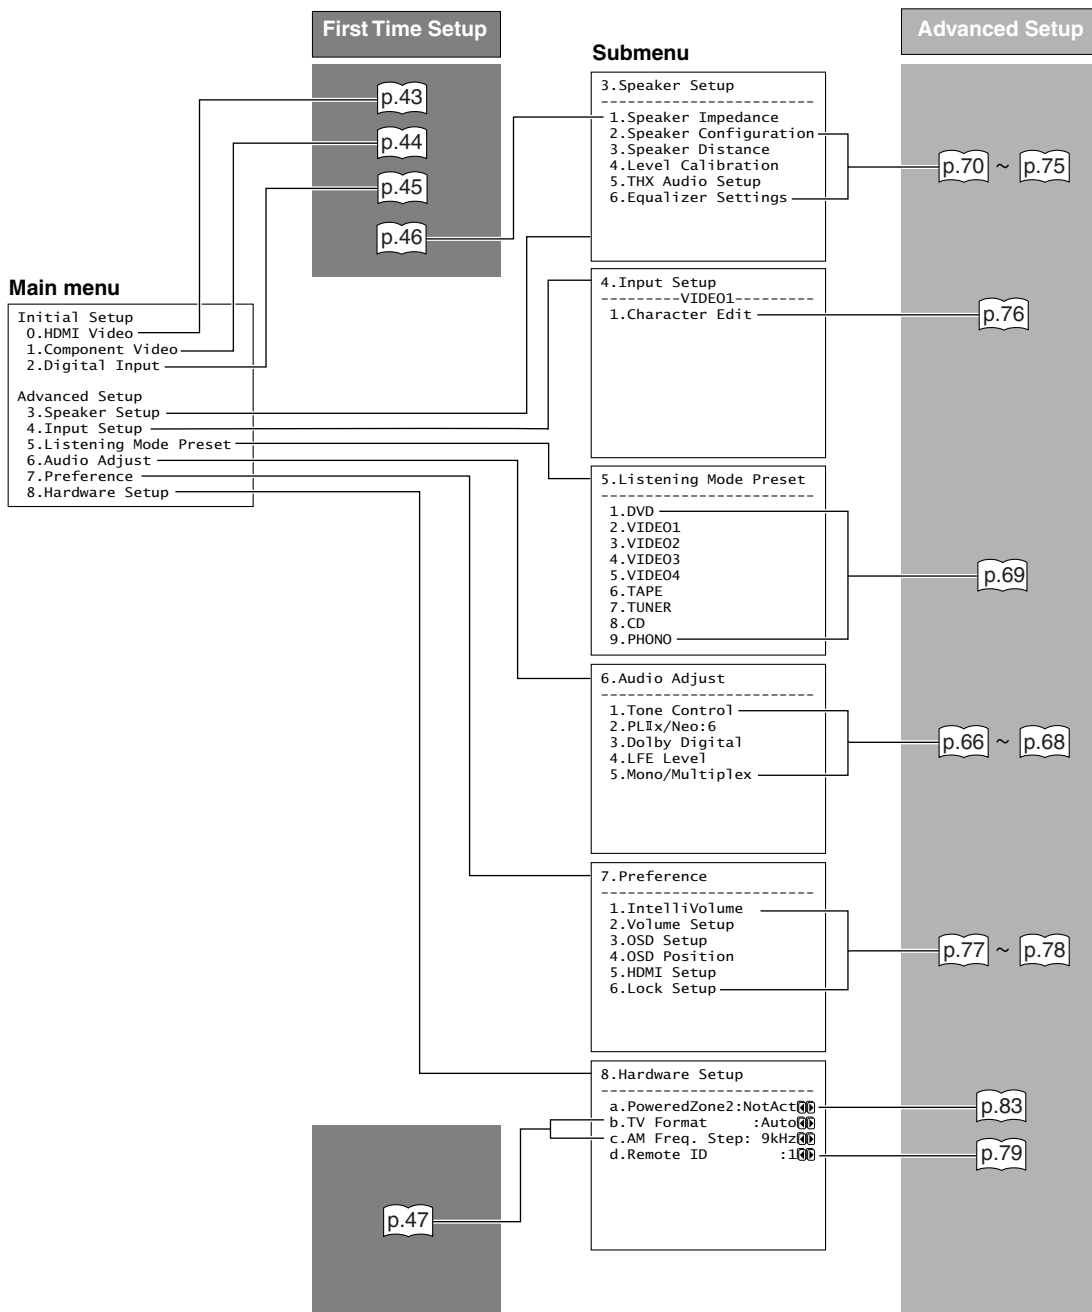 First Time Setup
Advanced Setup
p.43
p.44
p.45
p.46
Main menu
Initial Setup
0.HDMI Video
1.Component Video
2.Digital Input
Advanced Setup
3.Speaker Setup
4.Input Setup
5.Listening Mode Preset
6.Audio Adjust
7.Preference
8.Hardware Setup
Submenu
3.Speaker Setup
------------------------
1.Speaker Impedance
2.Speaker Configuration
3.Speaker Distance
4.Level Calibration
5.THX Audio Setup
6.Equalizer Settings
p.70 ~ p.75
4.Input Setup
---------VIDEO1---------
1.Character Edit
p.76
5.Listening Mode Preset
------------------------
1.DVD
2.VIDEO1
3.VIDEO2
4.VIDEO3
5.VIDEO4
6.TAPE
7.TUNER
8.CD
9.PHONO
p.69
6.Audio Adjust
------------------------
1.Tone Control
2.PLⅡx/Neo:6
3.Dolby Digital
4.LFE Level
5.Mono/Multiplex
p.66 ~ p.68
7.Preference
------------------------
1.IntelliVolume
2.Volume Setup
3.OSD Setup
4.OSD Position
5.HDMI Setup
6.Lock Setup
p.77 ~ p.78
8.Hardware Setup
------------------------
a.PoweredZone2:NotAct
b.TV Format :Auto
c.AM Freq. Step: 9kHz
d.Remote ID :1
p.83
p.79
p.47